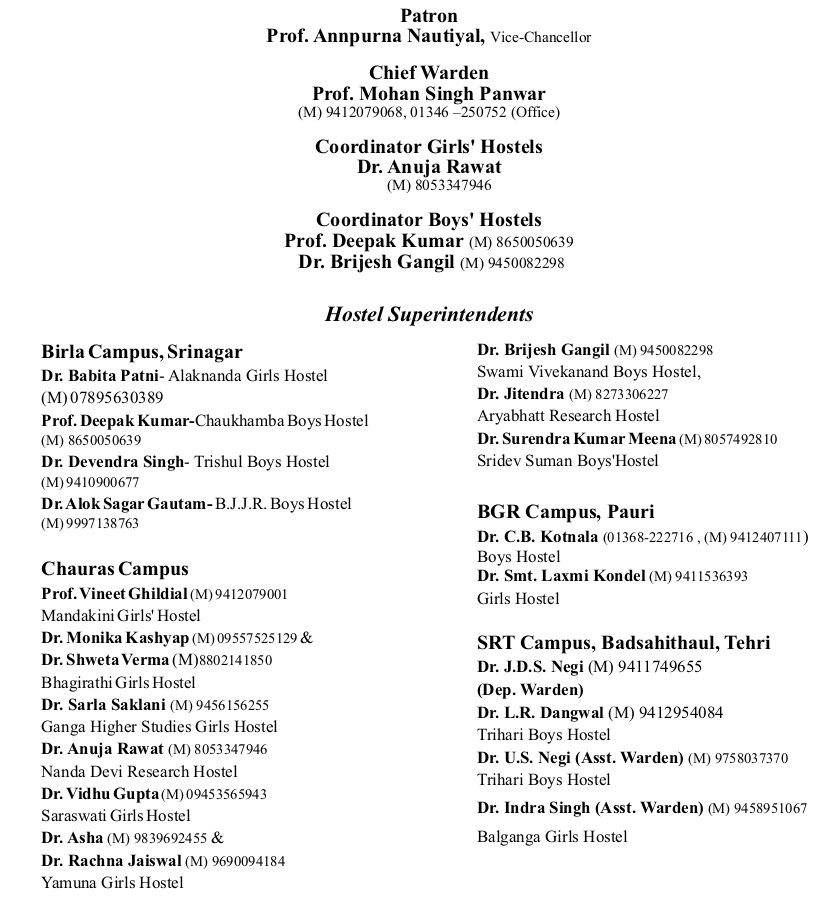 Patron
Prof. Annpurna Nautiyal, Vice-Chancellor
Chief Warden
Prof. Mohan Singh Panwar
(M) 9412079068, 01346 –250752 (Office)
Coordinator Girls' Hostels
Dr. Anuja Rawat
(M) 8053347946
Coordinator Boys' Hostels
Prof. Deepak Kumar (M) 8650050639
Dr. Brijesh Gangil (M) 9450082298
Hostel Superintendents
Birla Campus, Srinagar
Dr. Babita Patni- Alaknanda Girls Hostel
(M) 07895630389
Prof. Deepak Kumar-Chaukhamba Boys Hostel
(M) 8650050639
Dr. Devendra Singh- Trishul Boys Hostel
(M) 9410900677
Dr. Alok Sagar Gautam- B.J.J.R. Boys Hostel
(M) 9997138763
Chauras Campus
Prof. Vineet Ghildial (M) 9412079001
Mandakini Girls' Hostel
Dr. Monika Kashyap (M) 09557525129 &
Dr. Shweta Verma (M)8802141850
Bhagirathi Girls Hostel
Dr. Sarla Saklani (M) 9456156255
Ganga Higher Studies Girls Hostel
Dr. Anuja Rawat (M) 8053347946
Nanda Devi Research Hostel
Dr. Vidhu Gupta (M) 09453565943
Saraswati Girls Hostel
Dr. Asha (M) 9839692455 &
Dr. Rachna Jaiswal (M) 9690094184
Yamuna Girls Hostel
Dr. Brijesh Gangil (M) 9450082298
Swami Vivekanand Boys Hostel,
Dr. Jitendra (M) 8273306227
Aryabhatt Research Hostel
Dr. Surendra Kumar Meena (M) 8057492810
Sridev Suman Boys'Hostel
BGR Campus, Pauri
Dr. C.B. Kotnala (01368-222716 , (M) 9412407111)
Boys Hostel
Dr. Smt. Laxmi Kondel (M) 9411536393
Girls Hostel
SRT Campus, Badsahithaul, Tehri
Dr. J.D.S. Negi (M) 9411749655
(Dep. Warden)
Dr. L.R. Dangwal (M) 9412954084
Trihari Boys Hostel
Dr. U.S. Negi (Asst. Warden) (M) 9758037370
Trihari Boys Hostel
Dr. Indra Singh (Asst. Warden) (M) 9458951067
Balganga Girls Hostel